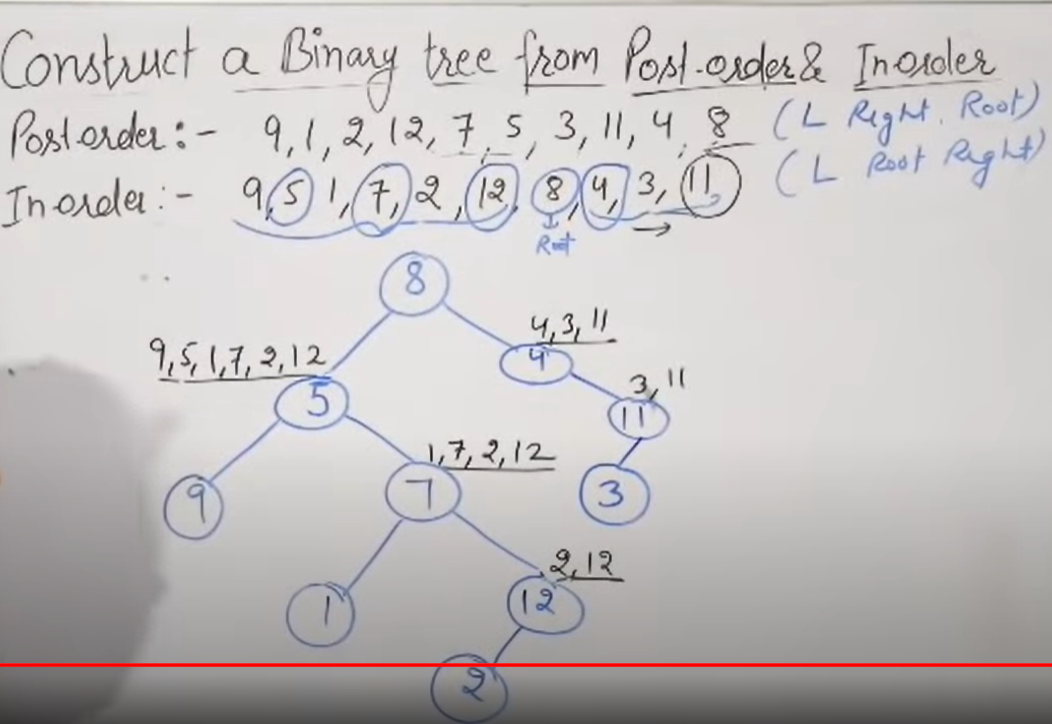 Construct a Binary tree from Post-order & Inorder
Postorder:- 9, 1, 2, 12, 7, 5, 3, 11, 4, 8 (L Right. Root)
Inorder:- 9, 5 1, 7, 2, 12, 8, 4, 3, 11 (L Root Right)
Root
8
4, 3, 11
9, 5, 1, 7, 2, 12
4
3, 11
5
11
1, 7, 2, 12
9
7
3
2, 12
1
12
2